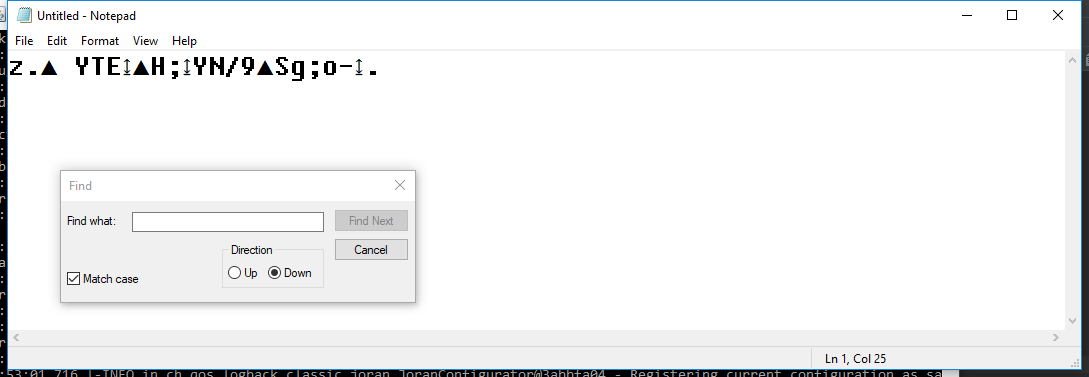 Untitled - Notepad
File Edit Format View Help
z.▲ YTE↕▲H;↕YN/9▲Sg;o-↕.
Find
Find what:
Find Next
Direction
Cancel
Up Down
Match case
Ln 1, Col 25
:53:01,716 |-INFO in ch.qos.logback.classic.joran.JoranConfigurator@3abbfa04 - Registering current configuration as sa